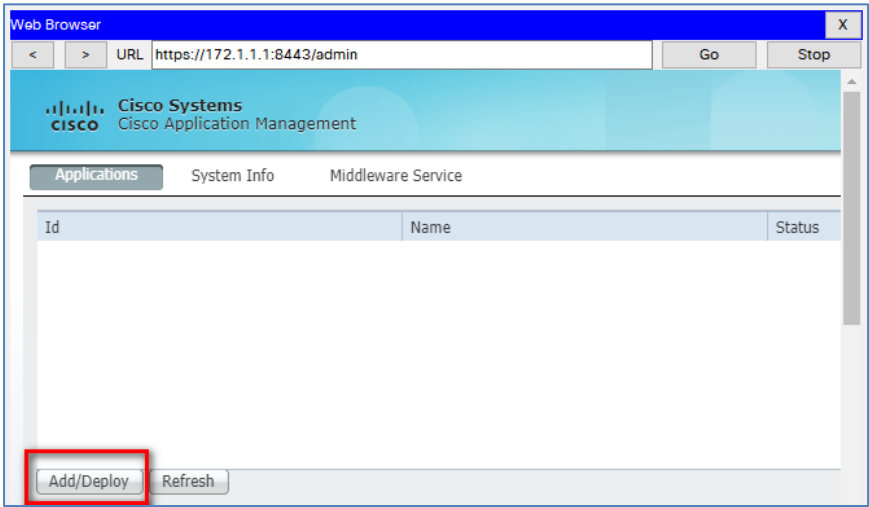 Web Browser X
< > URL https://172.1.1.1:8443/admin Go Stop
Cisco Systems
CISCO Cisco Application Management
Applications System Info Middleware Service
Id Name Status
Add/Deploy Refresh